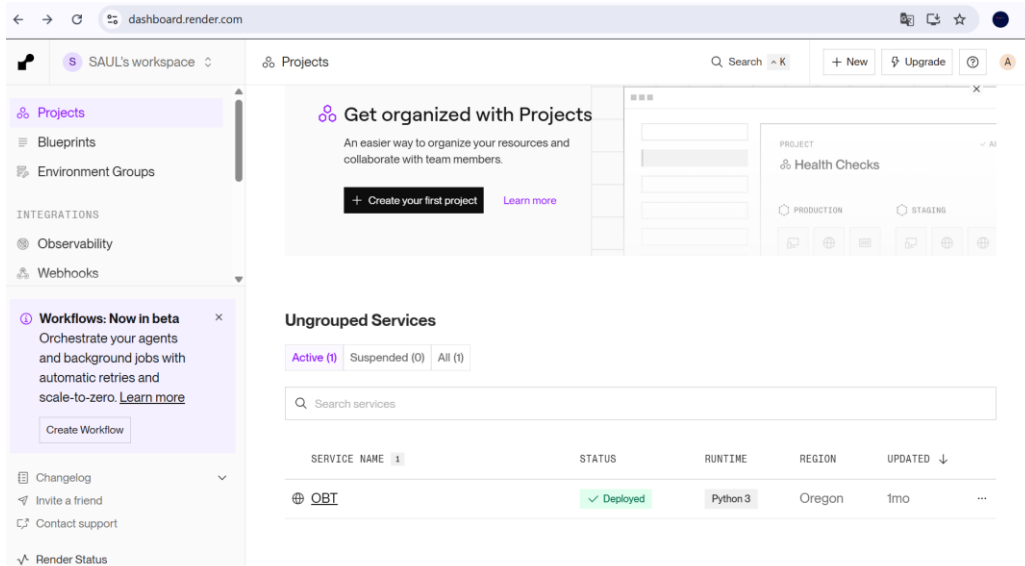 dashboard.render.com
S SAUL's workspace
Projects
Search ^ K
+ New
Upgrade
A
Projects
Blueprints
Environment Groups
INTEGRATIONS
Observability
Webhooks
Workflows: Now in beta
Orchestrate your agents
and background jobs with
automatic retries and
scale-to-zero. Learn more
Create Workflow
Changelog
Invite a friend
Contact support
Render Status
Get organized with Projects
An easier way to organize your resources and
collaborate with team members.
+ Create your first project
Learn more
PROJECT
Health Checks
PRODUCTION
STAGING
Ungrouped Services
Active (1) Suspended (0) All (1)
Search services
SERVICE NAME 1 STATUS RUNTIME REGION UPDATED ↓
OBT Deployed Python 3 Oregon 1mo